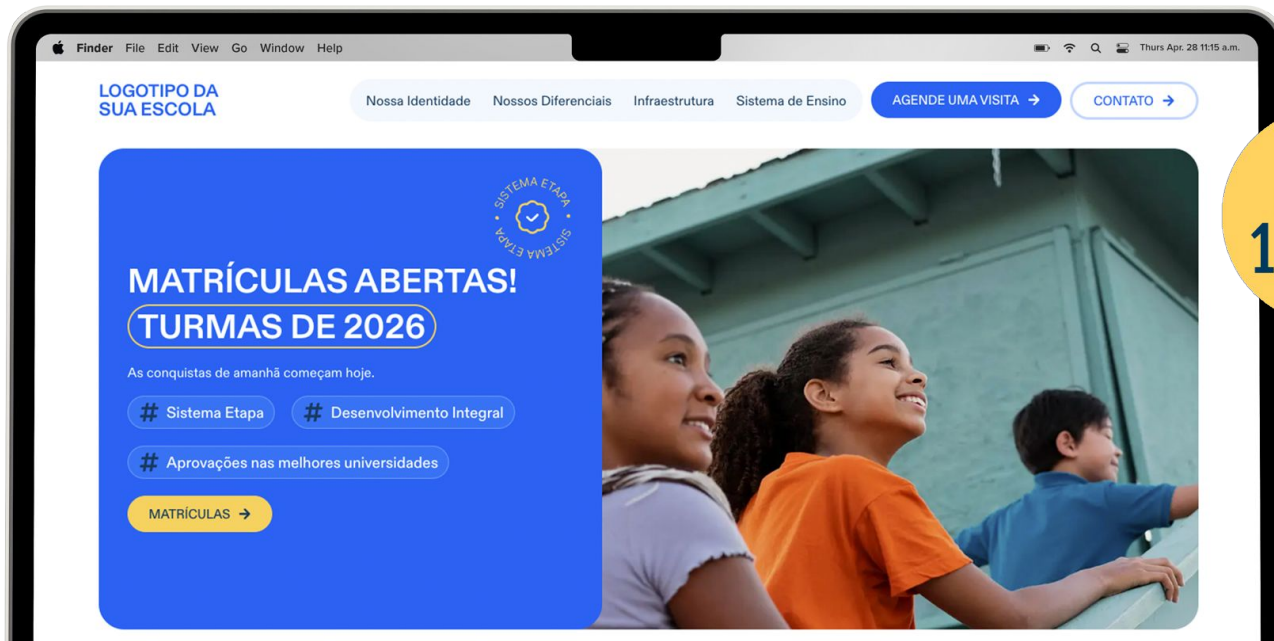 Finder File Edit View Go Window Help
Thurs Apr. 28 11:15 a.m.
LOGOTIPO DA
SUA ESCOLA
Nossa Identidade Nossos Diferenciais Infraestrutura Sistema de Ensino
AGENDE UMA VISITA →
CONTATO →
• SISTEMA ETAPA • SISTEMA ETAPA
MATRÍCULAS ABERTAS!
TURMAS DE 2026
As conquistas de amanhã começam hoje.
# Sistema Etapa # Desenvolvimento Integral
# Aprovações nas melhores universidades
MATRÍCULAS →
1